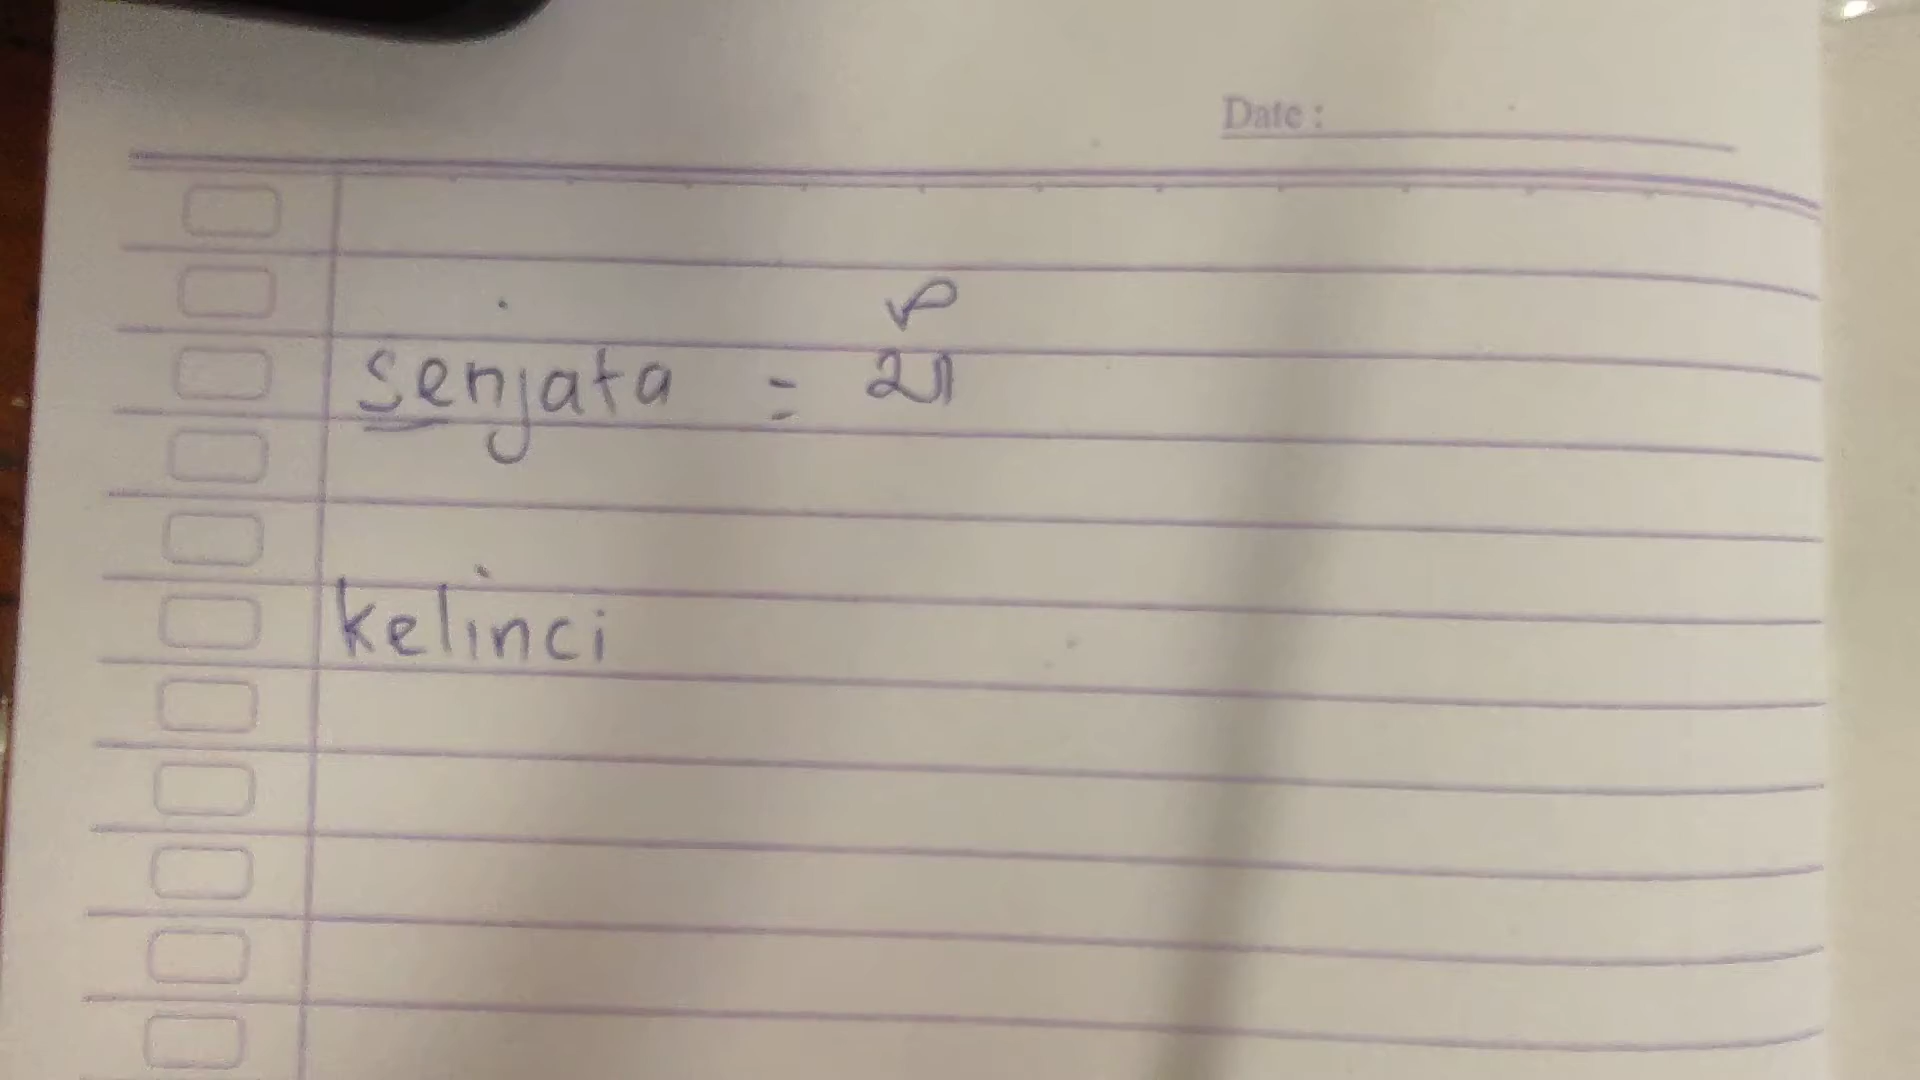 Date :
senjata =
kelinci